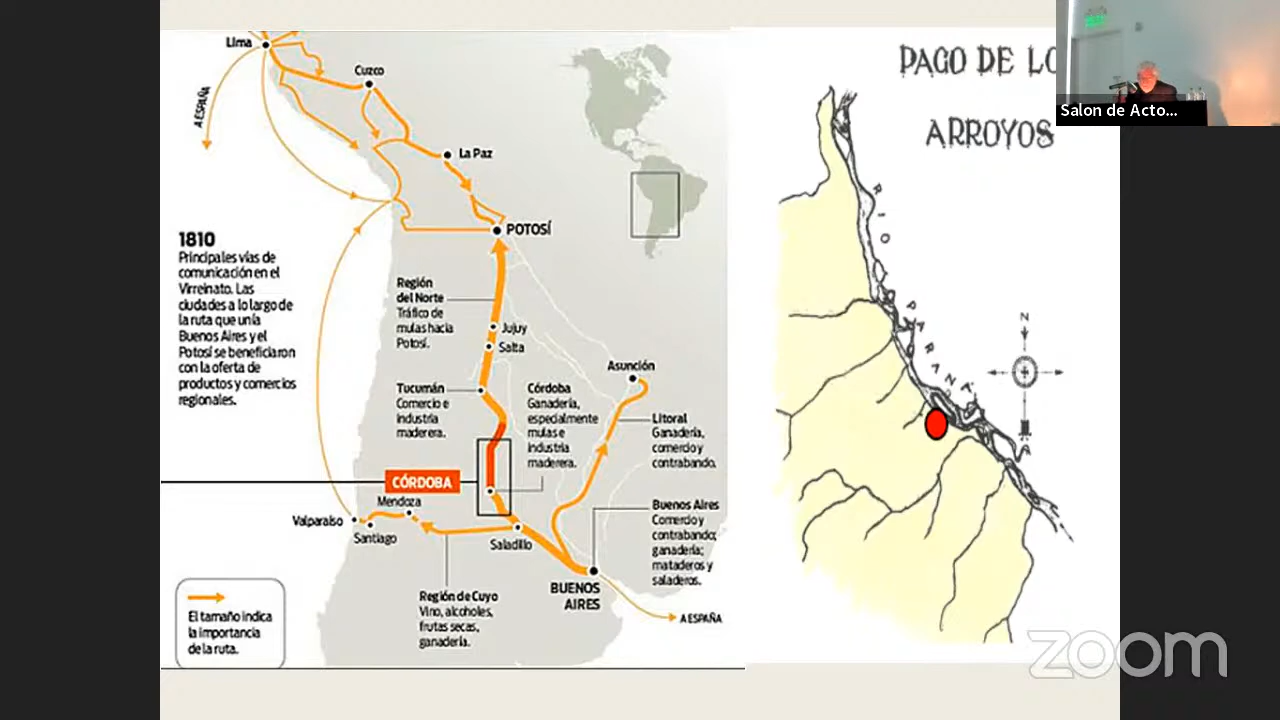 Lima
Cuzco
A ESPAÑA
La Paz
POTOSÍ
1810
Principales vías de
comunicación en el
Virreinato. Las
ciudades a lo largo de
la ruta que unía
Buenos Aires y el
Potosí se beneficiaron
con la oferta de
productos y comercios
regionales.
Región
del Norte
Tráfico de
mulas hacia
Potosí.
Jujuy
Salta
Tucumán
Comercio e
industria
maderera.
Córdoba
Ganadería,
especialmente
mulas e
industria
maderera.
Asunción
Litoral
Ganadería,
comercio y
contrabando.
CÓRDOBA
Mendoza
Valparaíso
Santiago
Saladillo
Buenos Aires
Comercio y
contrabando;
ganadería;
mataderos y
saladeros.
BUENOS
AIRES
A ESPAÑA
Región de Cuyo
Vino, alcoholes,
frutas secas,
ganadería.
El tamaño indica
la importancia
de la ruta.
PAGO DE LO
ARROYOS
RIO
PARANÁ
N
Salida
Salon de Acto...
zoom